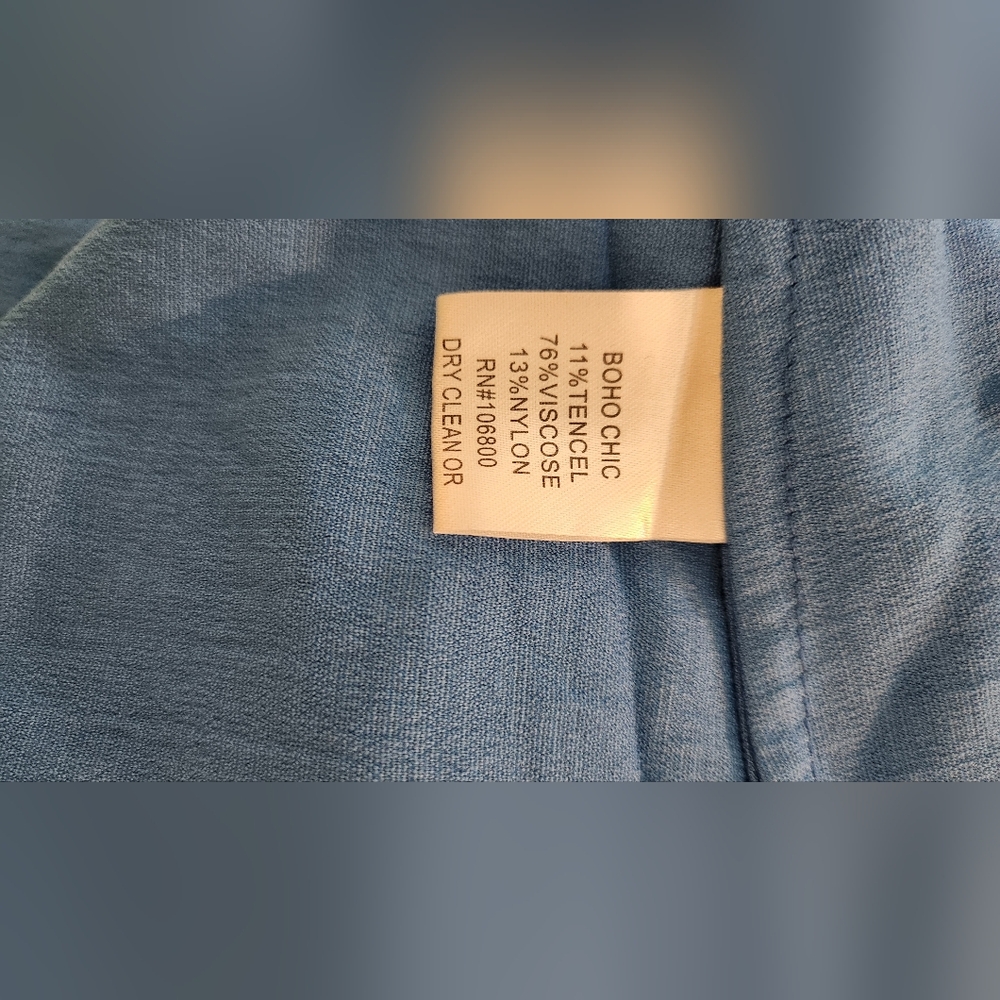 BOHO CHIC
11%TENCEL
76%VISCOSE
13%NYLON
RN#106800
DRY CLEAN OR